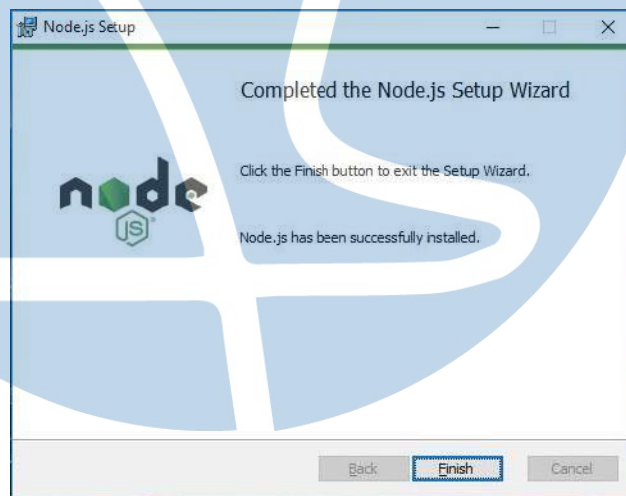 Node.js Setup
Completed the Node.js Setup Wizard
Click the Finish button to exit the Setup Wizard.
node
JS
Node.js has been successfully installed.
Back
Finish
Cancel